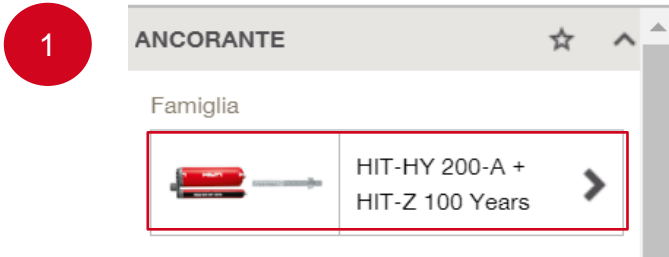 1
ANCORANTE
Famiglia
HIT-HY 200-A +
HIT-Z 100 Years